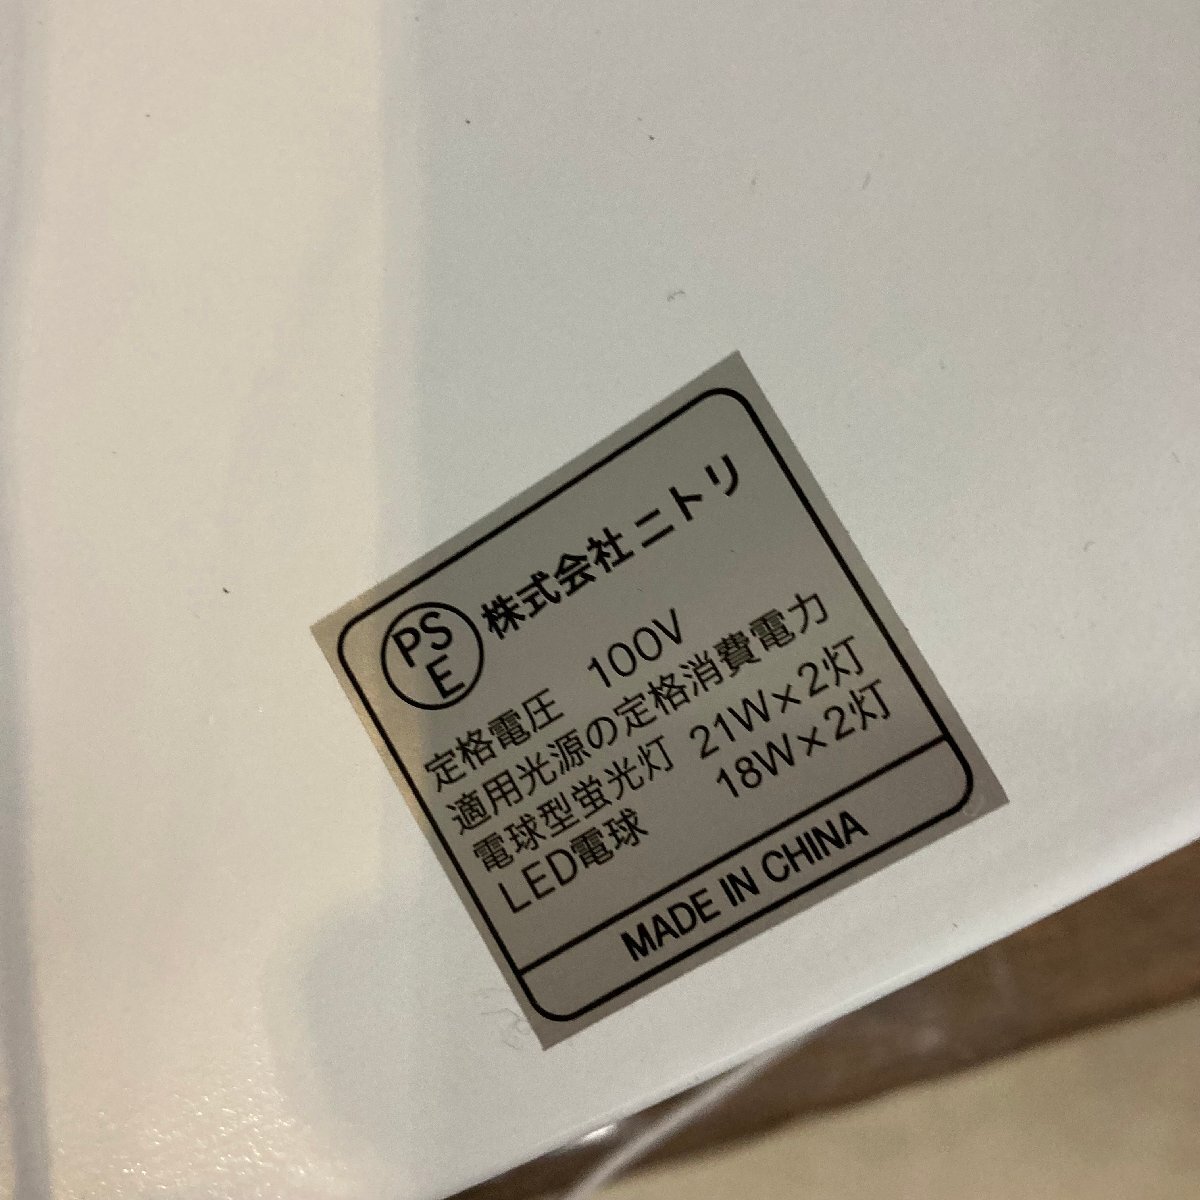 PS
E
株式会社ニトリ
定格電圧 100V
適用光源の定格消費電力
電球型蛍光灯 21W×2灯
LED電球 18W×2灯
MADE IN CHINA